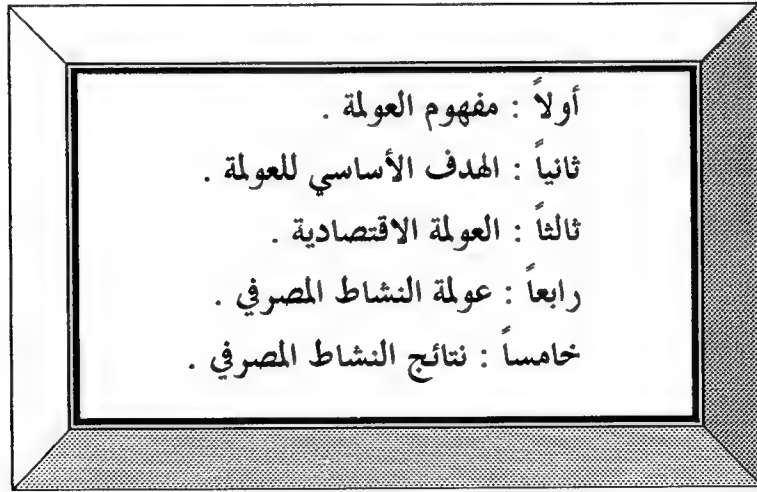 أولاً : مفهوم العولمة .
ثانياً : الهدف الأساسي للعولمة .
ثالثاً : العولمة الاقتصادية .
رابعاً : عولمة النشاط المصرفي .
خامساً : نتائج النشاط المصرفي .